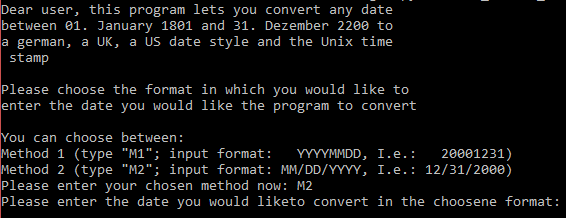 Dear user, this program lets you convert any date
between 01. January 1801 and 31. Dezember 2200 to
a german, a UK, a US date style and the Unix time
stamp
Please choose the format in which you would like to
enter the date you would like the program to convert
You can choose between:
Method 1 (type "M1"; input format:   YYYYMMDD, I.e.:   20001231)
Method 2 (type "M2"; input format: MM/DD/YYYY, I.e.: 12/31/2000)
Please enter your chosen method now: M2
Please enter the date you would liketo convert in the choosene format: